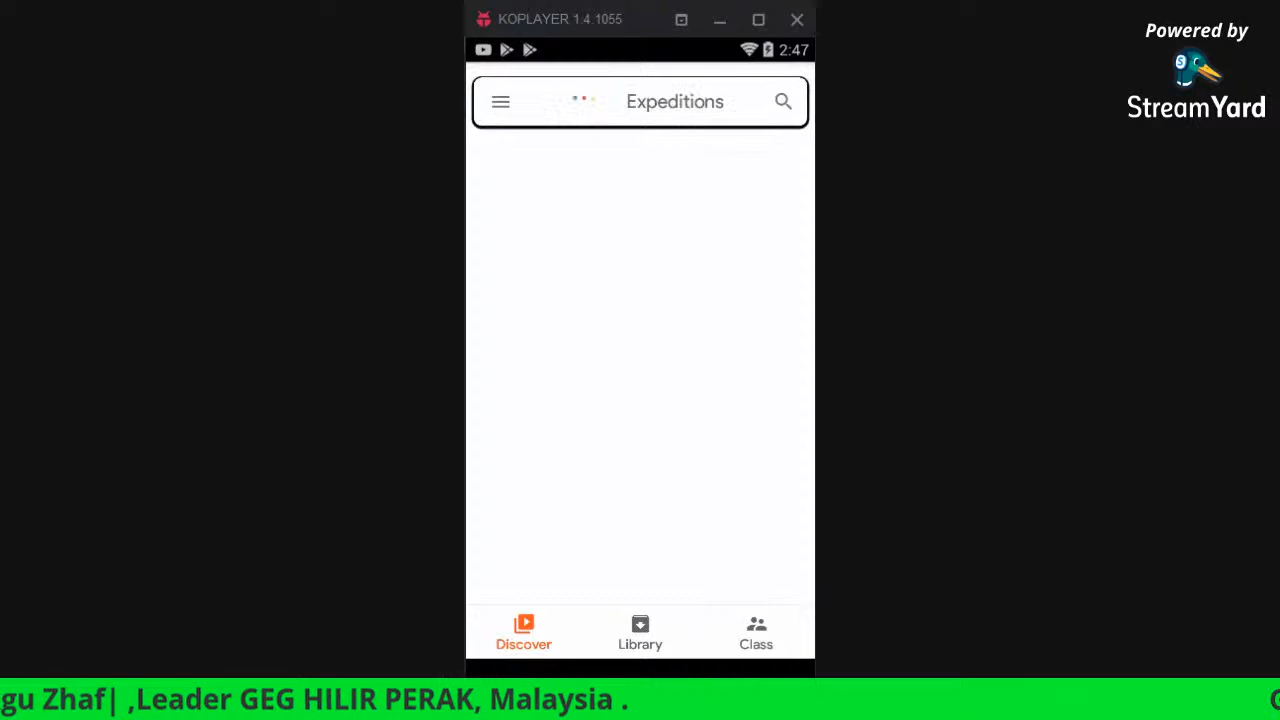 KOPLAYER 1.4.1055
2:47
Powered by
StreamYard
Expeditions
Discover
Library
Class
gu Zhaf| ,Leader GEG HILIR PERAK, Malaysia .